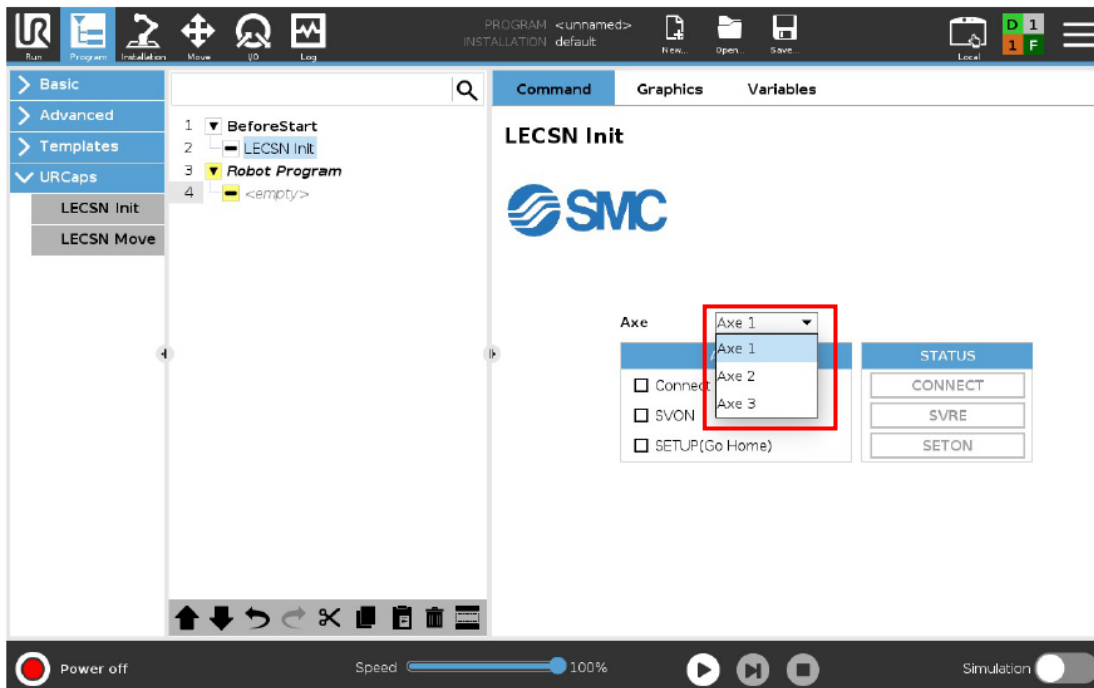 PROGRAM <unnamed>
INSTALLATION default
Run Program Installation Move I/O Log New... Open... Save... Local
D 1
1 F
Basic
Advanced
Templates
URCaps
LECSN Init
LECSN Move
1 BeforeStart
2 LECSN Init
3 Robot Program
4 <empty>
Command Graphics Variables
LECSN Init
SMC
Axe Axe 1
Axe 1
Axe 2
Axe 3
Connect
SVON
SETUP(Go Home)
STATUS
CONNECT
SVRE
SETON
Power off Speed 100% Simulation